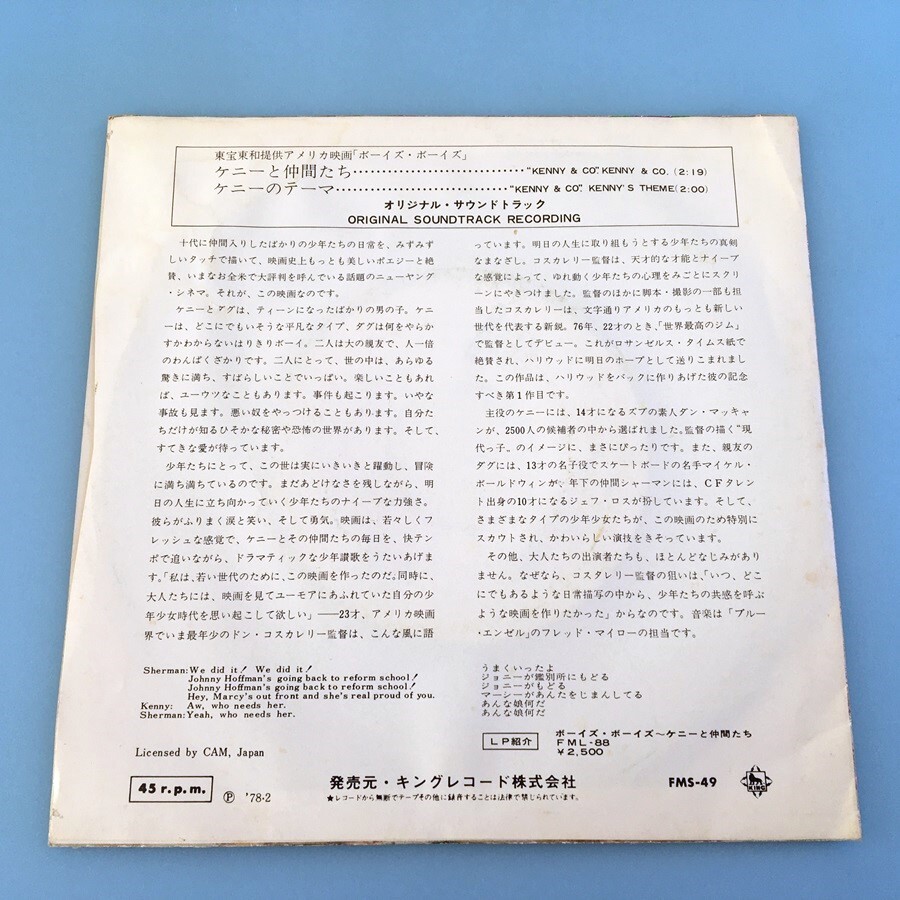 東宝東和提供アメリカ映画「ボーイズ・ボーイズ」
ケニーと仲間たち……………………………"KENNY & CO". KENNY & CO. (2:19)
ケニーのテーマ……………………………"KENNY & CO". KENNY'S THEME(2:00)
オリジナル・サウンドトラック
ORIGINAL SOUNDTRACK RECORDING
十代に仲間入りしたばかりの少年たちの日常を、みずみず
しいタッチで描いて、映画史上もっとも美しいポエジーと絶
賛、いまなお全米で大評判を呼んでいる話題のニューヤング
・シネマ。それが、この映画なのです。
ケニーとダグは、ティーンになったばかりの男の子。ケニ
ーは、どこにでもいそうな平凡なタイプ、ダグは何をやらか
すかわからないはりきりボーイ。二人は大の親友で、人一倍
のわんぱくざかりです。二人にとって、世の中は、あらゆる
驚きに満ち、すばらしいことでいっぱい。楽しいこともあれ
ば、ユーウツなこともあります。事件も起こります。いやな
事故も見ます。悪い奴をやっつけることもあります。自分た
ちだけが知るひそかな秘密や恐怖の世界があります。そして、
すてきな愛が待っています。
少年たちにとって、この世は実にいきいきと躍動し、冒険
に満ち満ちているのです。まだあどけなさを残しながら、明
日の人生に立ち向かっていく少年たちのナイーブな力強さ。
彼らがふりまく涙と笑い、そして勇気。映画は、若々しくフ
レッシュな感覚で、ケニーとその仲間たちの毎日を、快テン
ポで追いながら、ドラマティックな少年讃歌をうたいあげま
す。「私は、若い世代のために、この映画を作ったのだ。同時に、
大人たちには、映画を見てユーモアにあふれていた自分の少
年少女時代を思い起こして欲しい」——23才、アメリカ映画
界でいま最年少のドン・コスカレリー監督は、こんな風に語
っています。明日の人生に取り組もうとする少年たちの真剣
なまなざし。コスカレリー監督は、天才的な才能とナイーブ
な感覚によって、ゆれ動く少年たちの心理をみごとにスクリ
ーンにやきつけました。監督のほかに脚本・撮影の一部も担
当したコスカレリーは、文字通りアメリカのもっとも新しい
世代を代表する新鋭。76年、22才のとき、「世界最高のジム」
で監督としてデビュー。これがロサンゼルス・タイムス紙で
絶賛され、ハリウッドに明日のホープとして送りこまれまし
た。この作品は、ハリウッドをバックに作りあげた彼の記念
すべき第1作目です。
主役のケニーには、14才になるズブの素人ダン・マッキャ
ンが、2500人の候補者の中から選ばれました。監督の描く"現
代っ子"のイメージに、まさにぴったりです。また、親友の
ダグには、13才の名子役でスケートボードの名手マイケル・
ボールドウィンが、年下の仲間シャーマンには、CFタレン
ト出身の10才になるジェフ・ロスが扮しています。そして、
さまざまなタイプの少年少女たちが、この映画のため特別に
スカウトされ、かわいらしい演技をきそっています。
その他、大人たちの出演者たちも、ほとんどなじみがあり
ません。なぜなら、コスタレリー監督の狙いは、「いつ、どこ
にでもあるような日常描写の中から、少年たちの共感を呼ぶ
ような映画を作りたかった」からなのです。音楽は「ブルー
・エンゼル」のフレッド・マイローの担当です。
Sherman: We did it! We did it!
Johnny Hoffman's going back to reform school!
Johnny Hoffman's going back to reform school!
Hey, Marcy's out front and she's real proud of you.
Kenny: Aw, who needs her.
Sherman: Yeah, who needs her.
うまくいったよ
ジョニーが鑑別所にもどる
ジョニーがもどる
マーシーがあんたをじまんしてる
あんな娘何だ
あんな娘何だ
Licensed by CAM, Japan
LP紹介
ボーイズ・ボーイズ～ケニーと仲間たち
FML-88
¥2,500
45 r.p.m.
Ⓟ '78·2
発売元・キングレコード株式会社
★レコードから無断でテープその他に録音することは法律で禁じられています。
FMS-49
KING